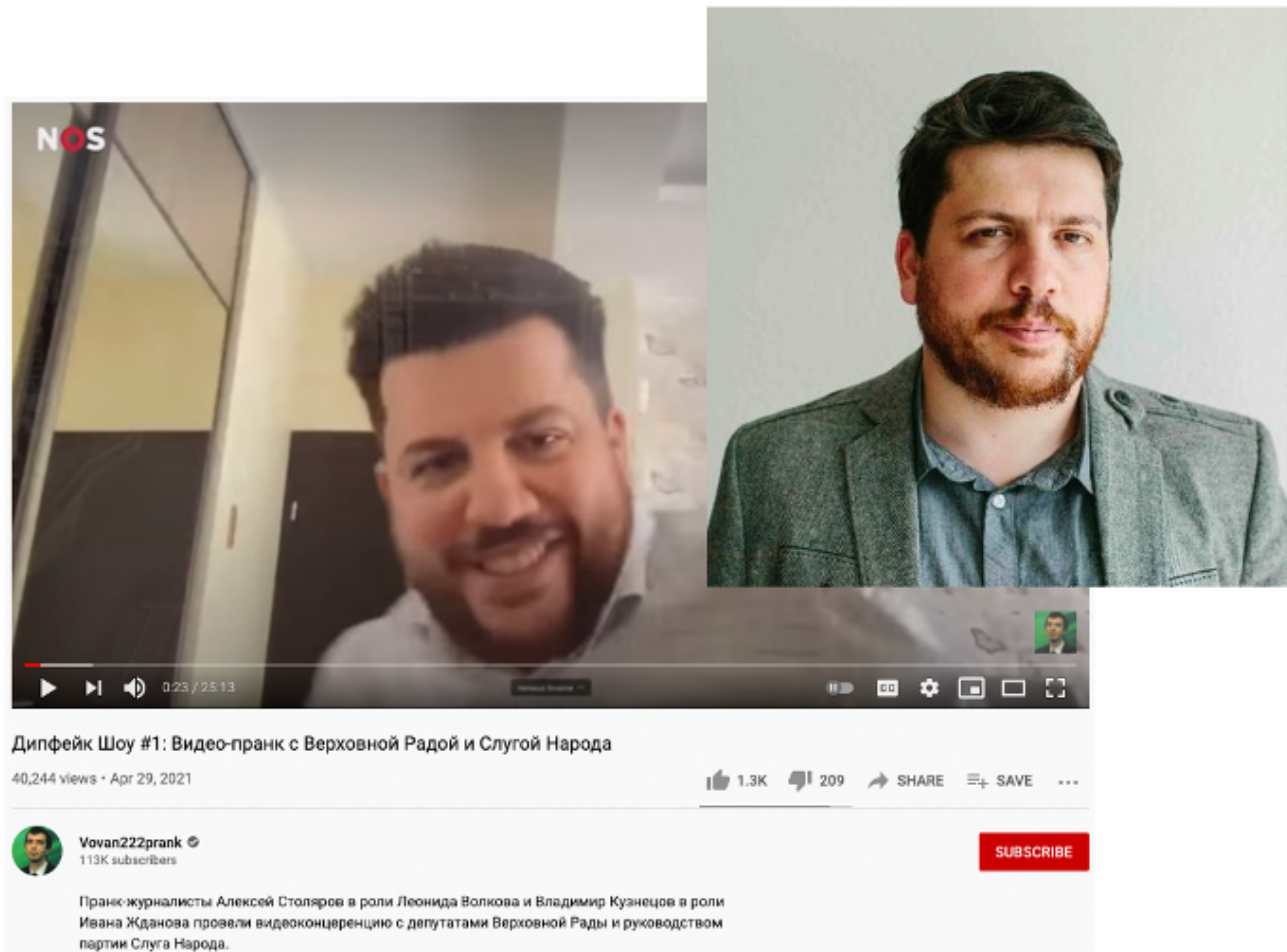 NOS
0:23 / 25:13
CC
Дипфейк Шоу #1: Видео-пранк с Верховной Радой и Слугой Народа
40,244 views • Apr 29, 2021
1.3K
209
SHARE
SAVE
Vovan222prank
113K subscribers
SUBSCRIBE
Пранк-журналисты Алексей Столяров в роли Леонида Волкова и Владимир Кузнецов в роли
Ивана Жданова провели видеоконцеренцию с депутатами Верховной Рады и руководством
партии Слуга Народа.